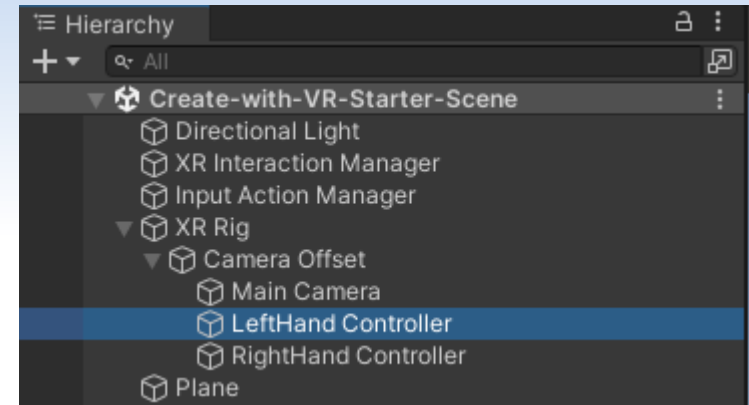 Hierarchy
All
Create-with-VR-Starter-Scene
Directional Light
XR Interaction Manager
Input Action Manager
XR Rig
Camera Offset
Main Camera
LeftHand Controller
RightHand Controller
Plane